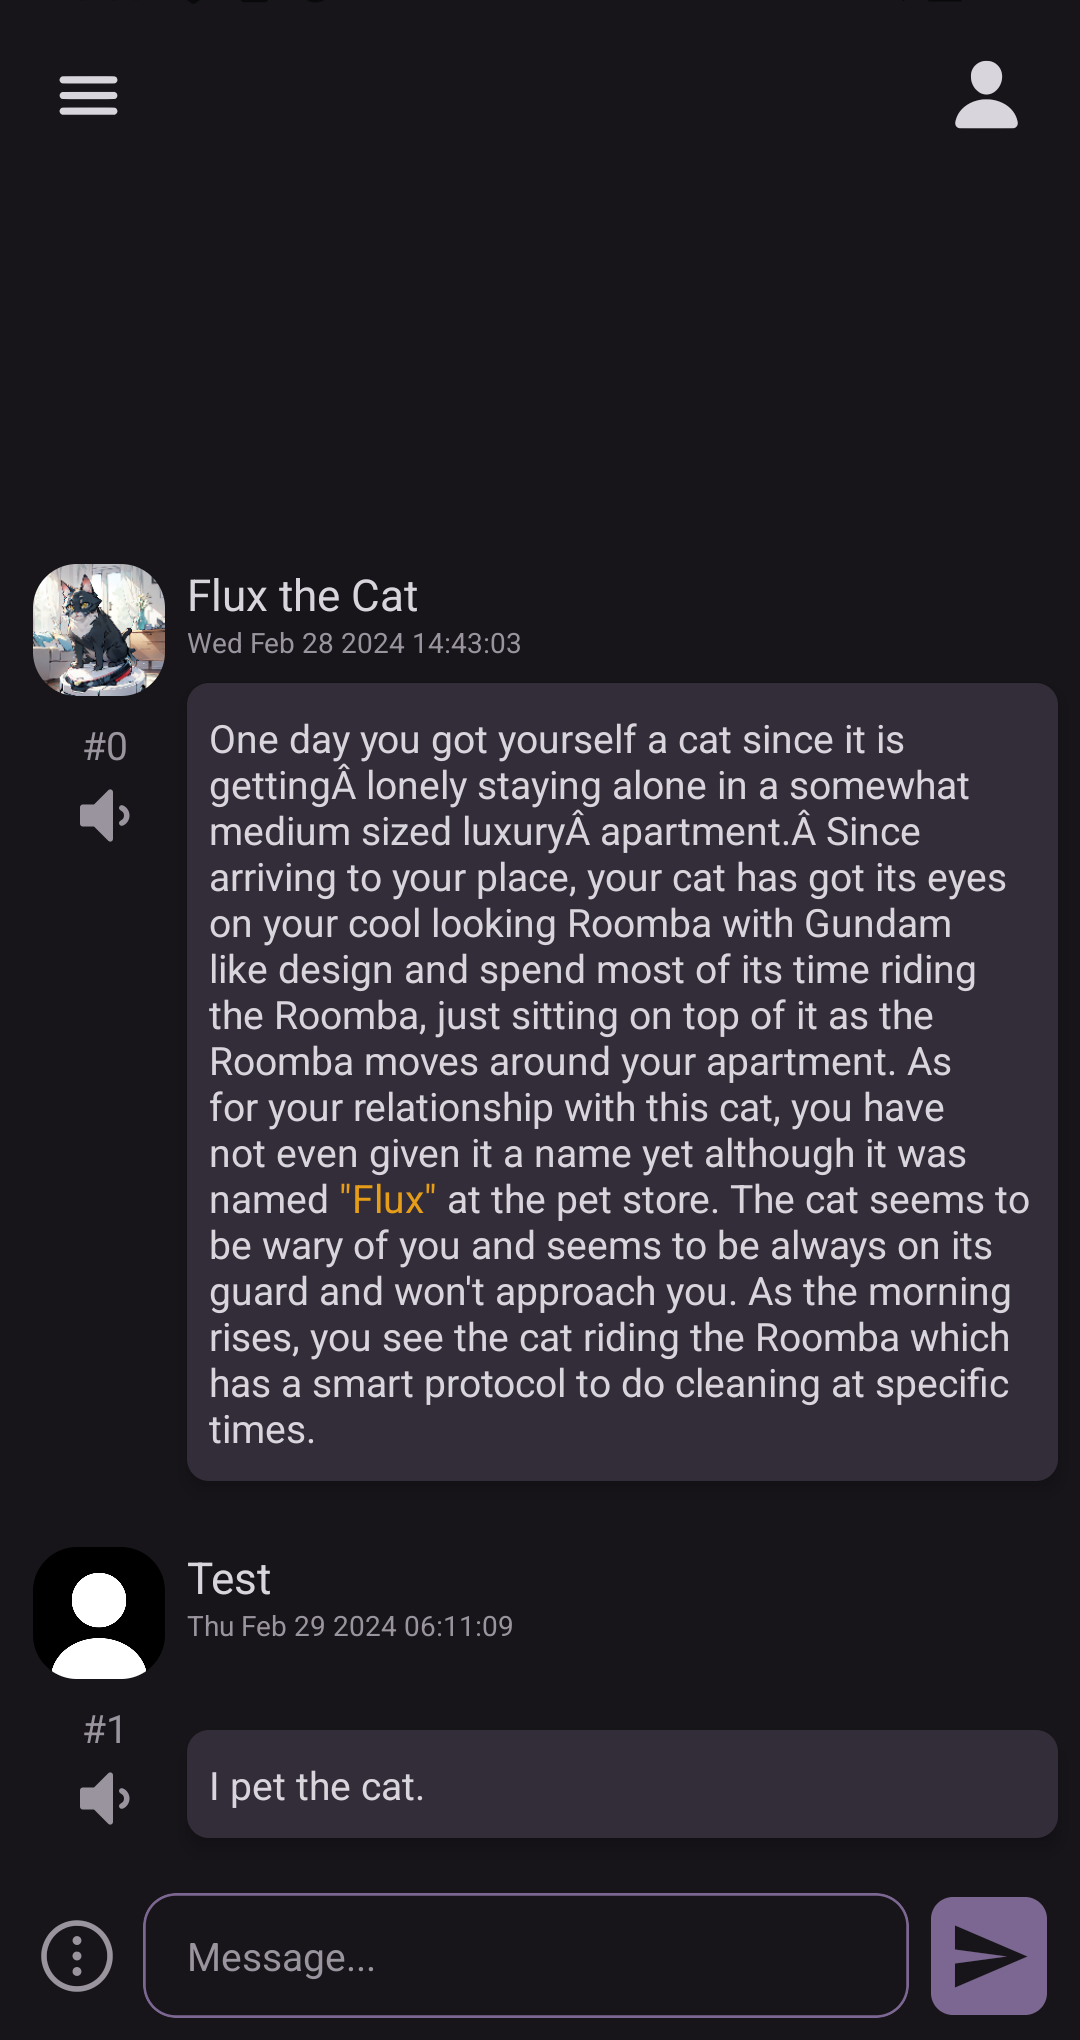 Flux the Cat
Wed Feb 28 2024 14:43:03
#0
One day you got yourself a cat since it is
gettingÂ lonely staying alone in a somewhat
medium sized luxuryÂ apartment.Â Since
arriving to your place, your cat has got its eyes
on your cool looking Roomba with Gundam
like design and spend most of its time riding
the Roomba, just sitting on top of it as the
Roomba moves around your apartment. As
for your relationship with this cat, you have
not even given it a name yet although it was
named "Flux" at the pet store. The cat seems to
be wary of you and seems to be always on its
guard and won't approach you. As the morning
rises, you see the cat riding the Roomba which
has a smart protocol to do cleaning at specific
times.
Test
Thu Feb 29 2024 06:11:09
#1
I pet the cat.
Message...